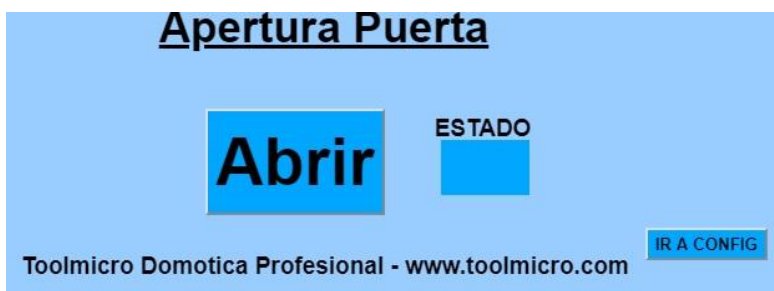 Apertura Puerta
Abrir
ESTADO
IR A CONFIG
Toolmicro Domotica Profesional - www.toolmicro.com